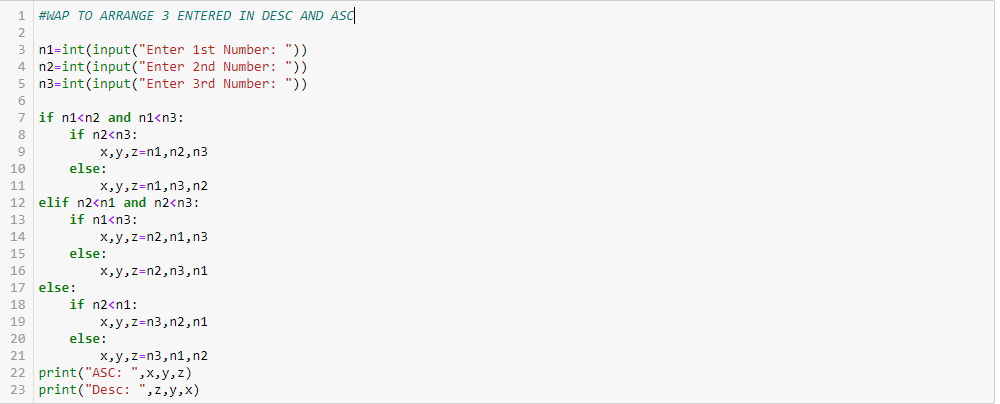 1 #WAP TO ARRANGE 3 ENTERED IN DESC AND ASC
2
3 n1=int(input("Enter 1st Number: "))
4 n2=int(input("Enter 2nd Number: "))
5 n3=int(input("Enter 3rd Number: "))
6
7 if n1<n2 and n1<n3:
8     if n2<n3:
9         x,y,z=n1,n2,n3
10     else:
11         x,y,z=n1,n3,n2
12 elif n2<n1 and n2<n3:
13     if n1<n3:
14         x,y,z=n2,n1,n3
15     else:
16         x,y,z=n2,n3,n1
17 else:
18     if n2<n1:
19         x,y,z=n3,n2,n1
20     else:
21         x,y,z=n3,n1,n2
22 print("ASC: ",x,y,z)
23 print("Desc: ",z,y,x)